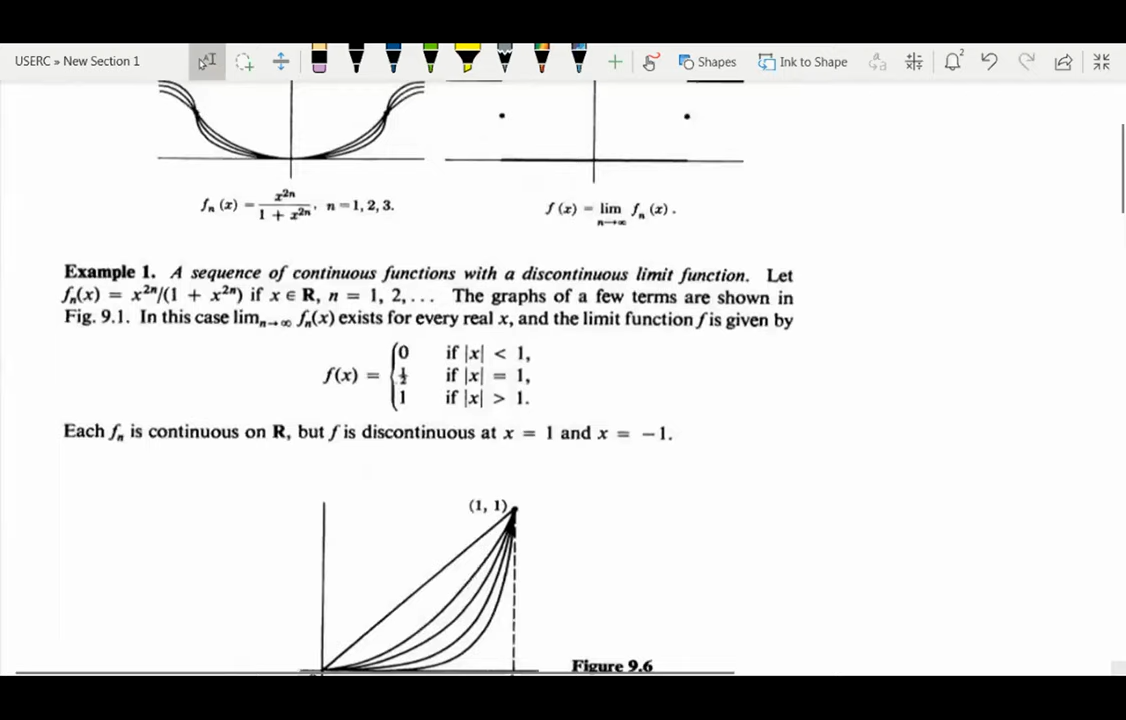 USERC » New Section 1
Shapes
Ink to Shape
2
fₙ (x) = x²ⁿ / 1 + x²ⁿ, n = 1, 2, 3.
f (x) = lim n→∞ fₙ (x) .
Example 1. A sequence of continuous functions with a discontinuous limit function. Let
fₙ(x) = x²ⁿ/(1 + x²ⁿ) if x ∈ R, n = 1, 2, . . . The graphs of a few terms are shown in
Fig. 9.1. In this case limₙ→∞ fₙ(x) exists for every real x, and the limit function f is given by
f(x) = { 0 if |x| < 1,
½ if |x| = 1,
1 if |x| > 1.
Each fₙ is continuous on R, but f is discontinuous at x = 1 and x = −1.
(1, 1)
Figure 9.6